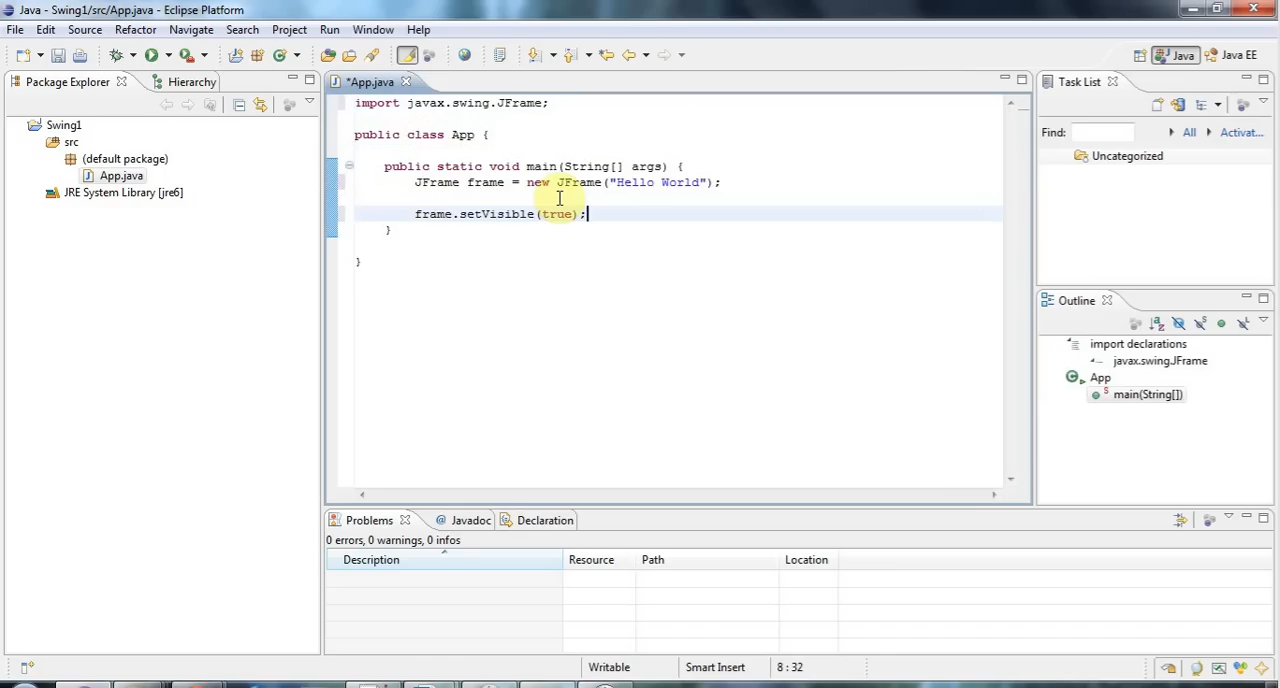 Java - Swing1/src/App.java - Eclipse Platform
File Edit Source Refactor Navigate Search Project Run Window Help
Java Java EE
Package Explorer Hierarchy
Swing1
src
(default package)
App.java
JRE System Library [jre6]
*App.java
import javax.swing.JFrame;
public class App {
public static void main(String[] args) {
JFrame frame = new JFrame("Hello World");
frame.setVisible(true);
}
}
Task List
Find: All Activat...
Uncategorized
Outline
import declarations
javax.swing.JFrame
App
main(String[])
Problems @ Javadoc Declaration
0 errors, 0 warnings, 0 infos
Description Resource Path Location
Writable Smart Insert 8 : 32